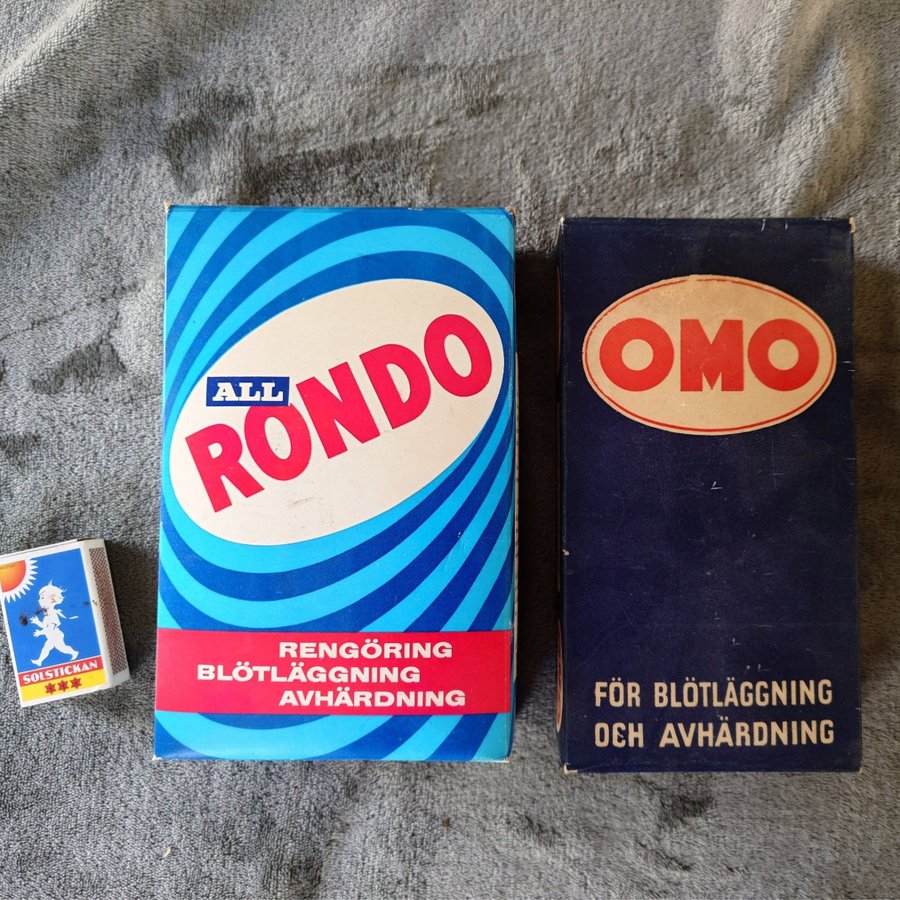 ALL
RONDO
RENGÖRING
BLÖTLÄGGNING
AVHÄRDNING
OMO
FÖR BLÖTLÄGGNING
OCH AVHÄRDNING
SOLSTICKAN